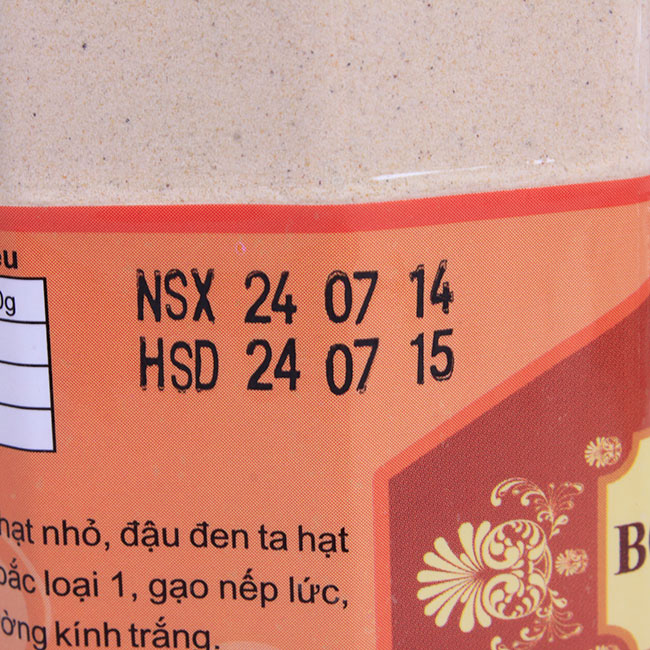 NSX 24 07 14
HSD 24 07 15
hạt nhỏ, đậu đen ta hạt
loại 1, gạo nếp lức,
kính trắng.